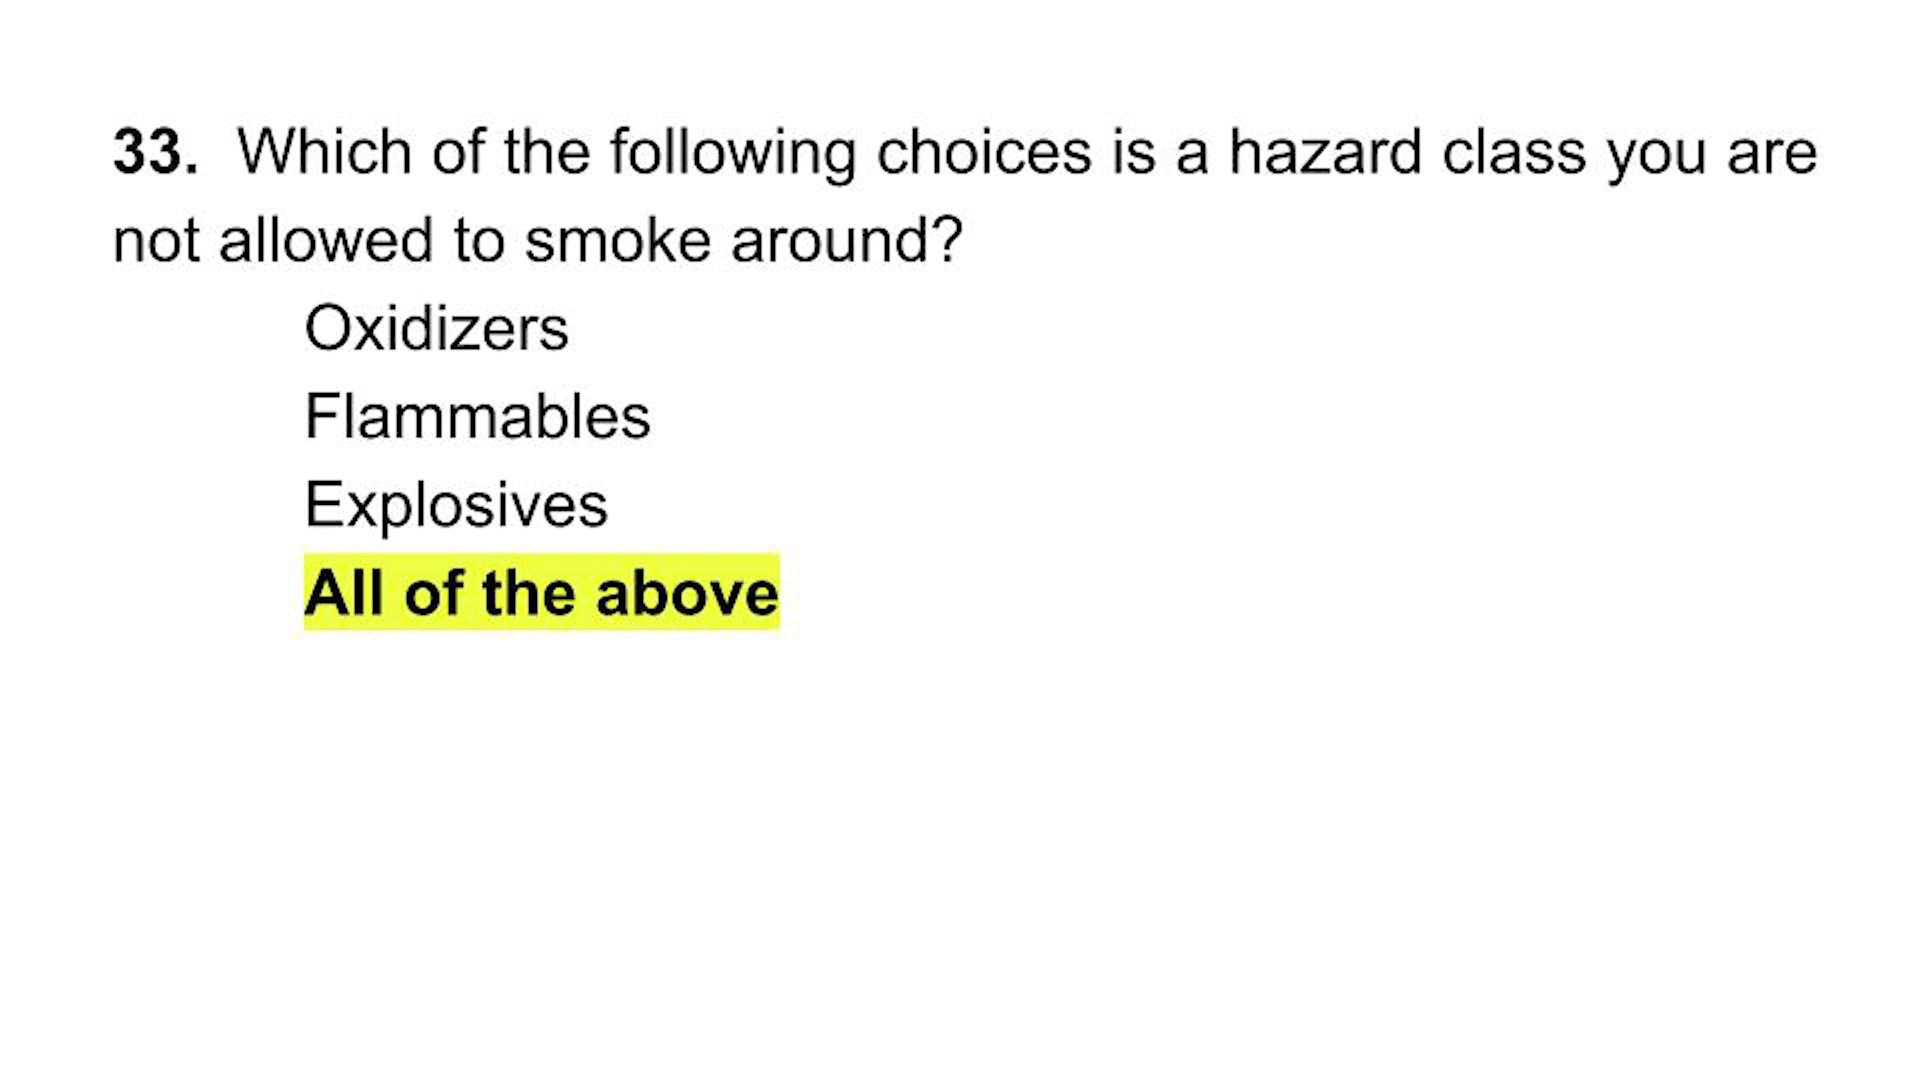 33. Which of the following choices is a hazard class you are
not allowed to smoke around?
Oxidizers
Flammables
Explosives
All of the above